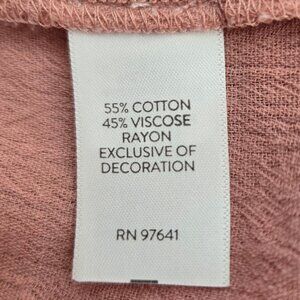 55% COTTON
45% VISCOSE
RAYON
EXCLUSIVE OF
DECORATION
RN 97641